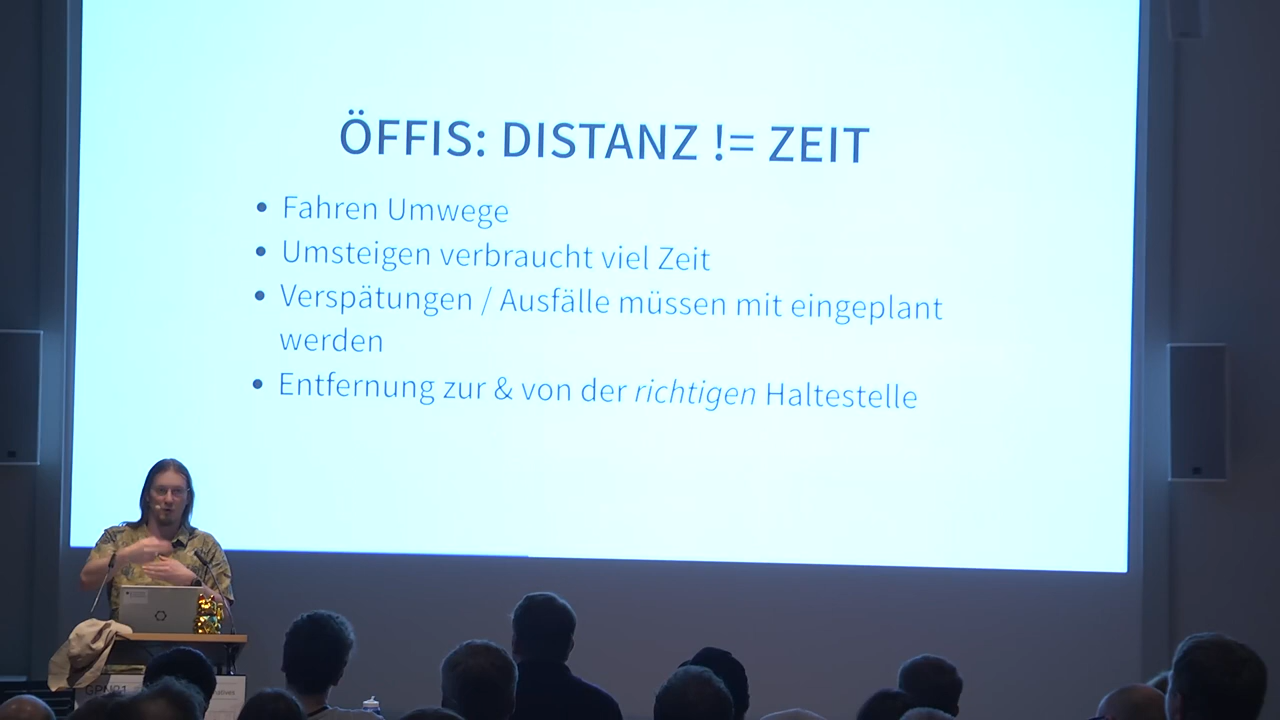 ÖFFIS: DISTANZ != ZEIT
• Fahren Umwege
• Umsteigen verbraucht viel Zeit
• Verspätungen / Ausfälle müssen mit eingeplant
werden
• Entfernung zur & von der richtigen Haltestelle
GPN21